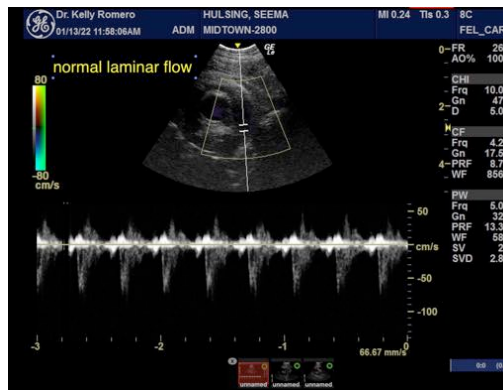 Dr. Kelly Romero HULSING, SEEMA MI 0.24 TIs 0.3 8C
01/13/22 11:58:06AM ADM MIDTOWN-2800 FEL_CAR
normal laminar flow
80
-80
cm/s
0
2
4
FR 26
AO% 100
CHI
Frq 10.0
Gn 47
D 5.0
CF
Frq 4.2
Gn 17.5
PRF 8.7
WF 856
PW
Frq 5.0
Gn 32
PRF 13.3
WF 58
SV 2
SVD 2.8
50
cm/s
-50
-100
-3 -2 -1 0
66.67 mm/s
unnamed unnamed unnamed